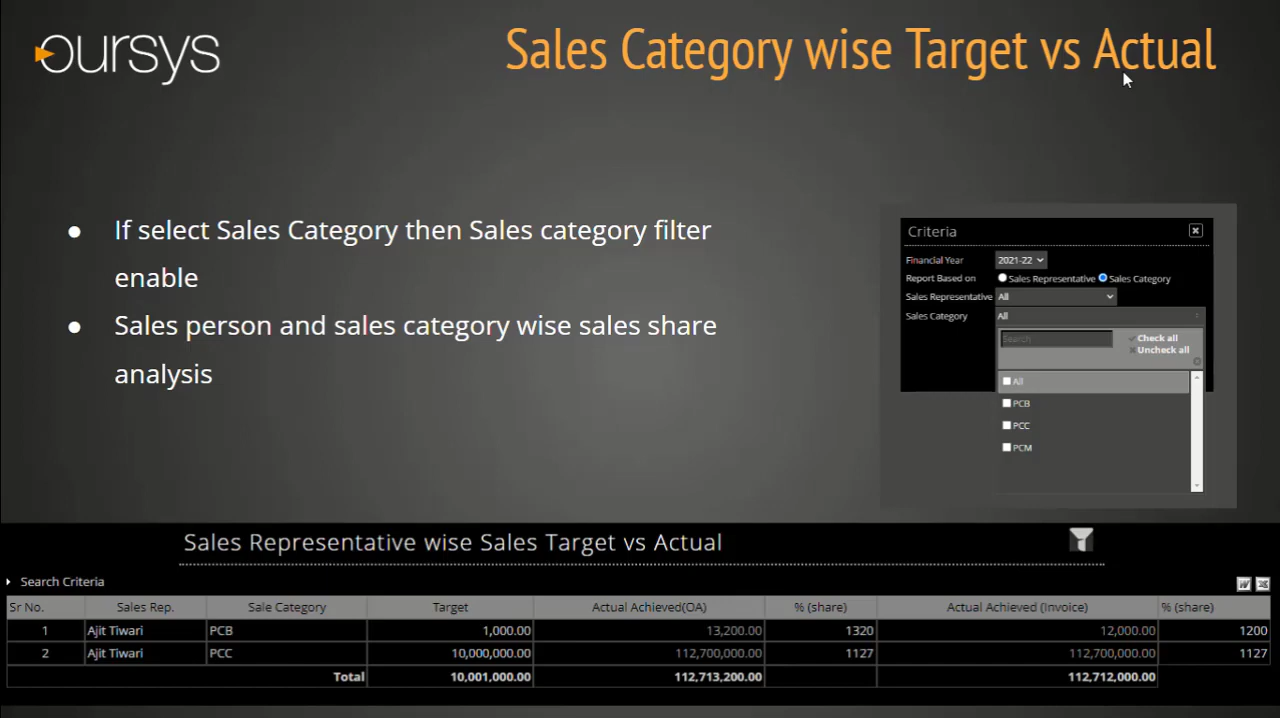 oursys
Sales Category wise Target vs Actual
● If select Sales Category then Sales category filter
enable
● Sales person and sales category wise sales share
analysis
Criteria
Financial Year 2021-22
Report Based on Sales Representative Sales Category
Sales Representative All
Sales Category All
Search Check all
Uncheck all
All
PCB
PCC
PCM
Sales Representative wise Sales Target vs Actual
Search Criteria
Sr No. Sales Rep. Sale Category Target Actual Achieved(OA) % (share) Actual Achieved (Invoice) % (share)
1 Ajit Tiwari PCB 1,000.00 13,200.00 1320 12,000.00 1200
2 Ajit Tiwari PCC 10,000,000.00 112,700,000.00 1127 112,700,000.00 1127
Total 10,001,000.00 112,713,200.00 112,712,000.00